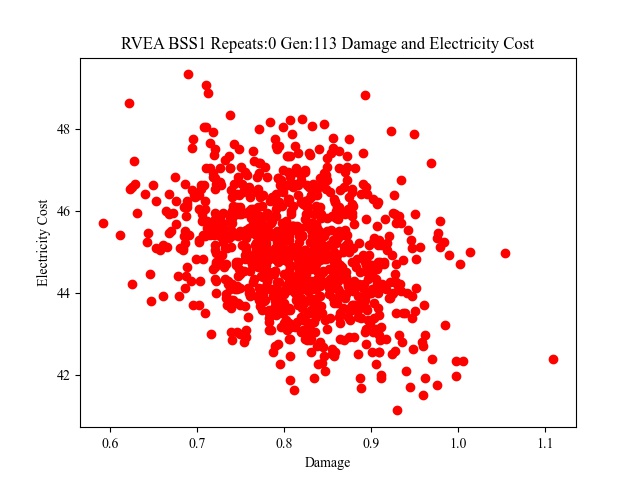 RVEA BSS1 Repeats:0 Gen:113 Damage and Electricity Cost
48
46
44
42
Electricity Cost
0.6 0.7 0.8 0.9 1.0 1.1
Damage